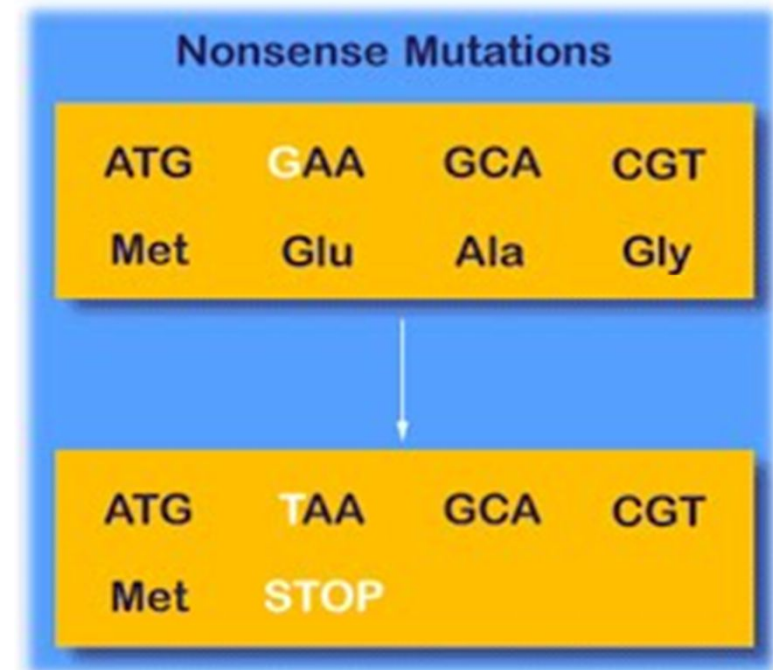 Nonsense Mutations
ATG GAA GCA CGT
Met Glu Ala Gly
ATG TAA GCA CGT
Met STOP